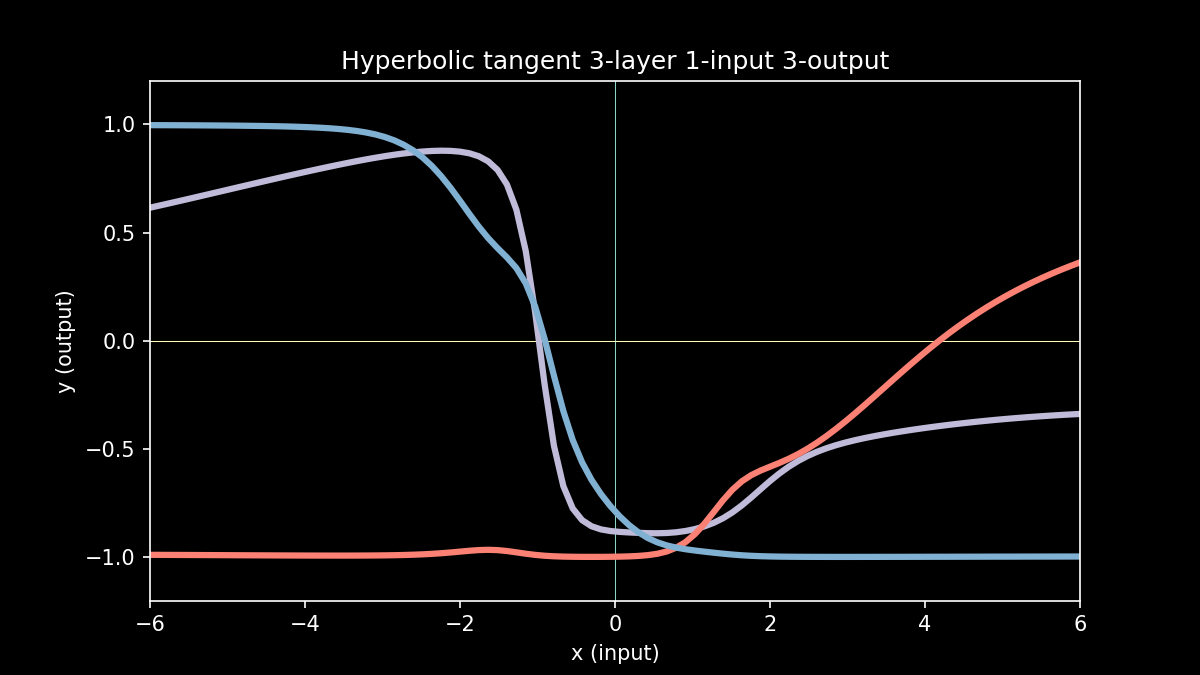 Hyperbolic tangent 3-layer 1-input 3-output
1.0
0.5
0.0
−0.5
−1.0
y (output)
−6 −4 −2 0 2 4 6
x (input)